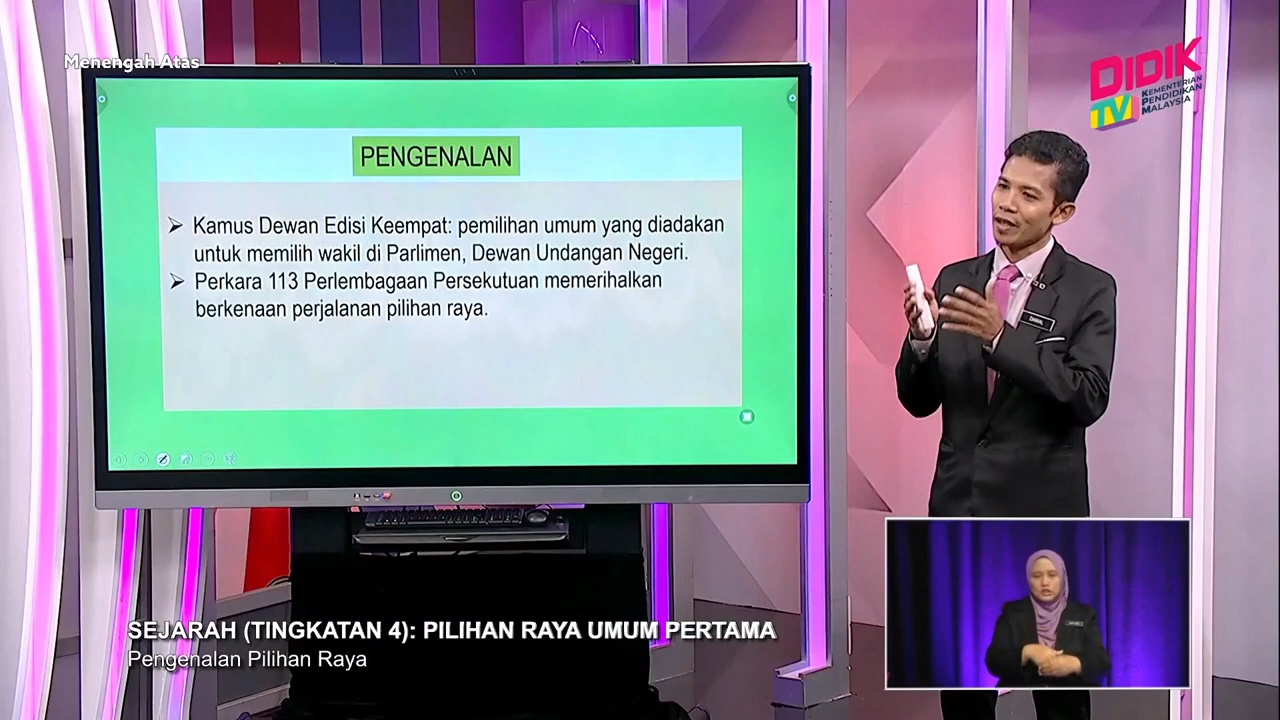 Menengah Atas
DIDIK
TV
KEMENTERIAN
PENDIDIKAN
MALAYSIA
PENGENALAN
➢ Kamus Dewan Edisi Keempat: pemilihan umum yang diadakan
untuk memilih wakil di Parlimen, Dewan Undangan Negeri.
➢ Perkara 113 Perlembagaan Persekutuan memerihalkan
berkenaan perjalanan pilihan raya.
SEJARAH (TINGKATAN 4): PILIHAN RAYA UMUM PERTAMA
Pengenalan Pilihan Raya